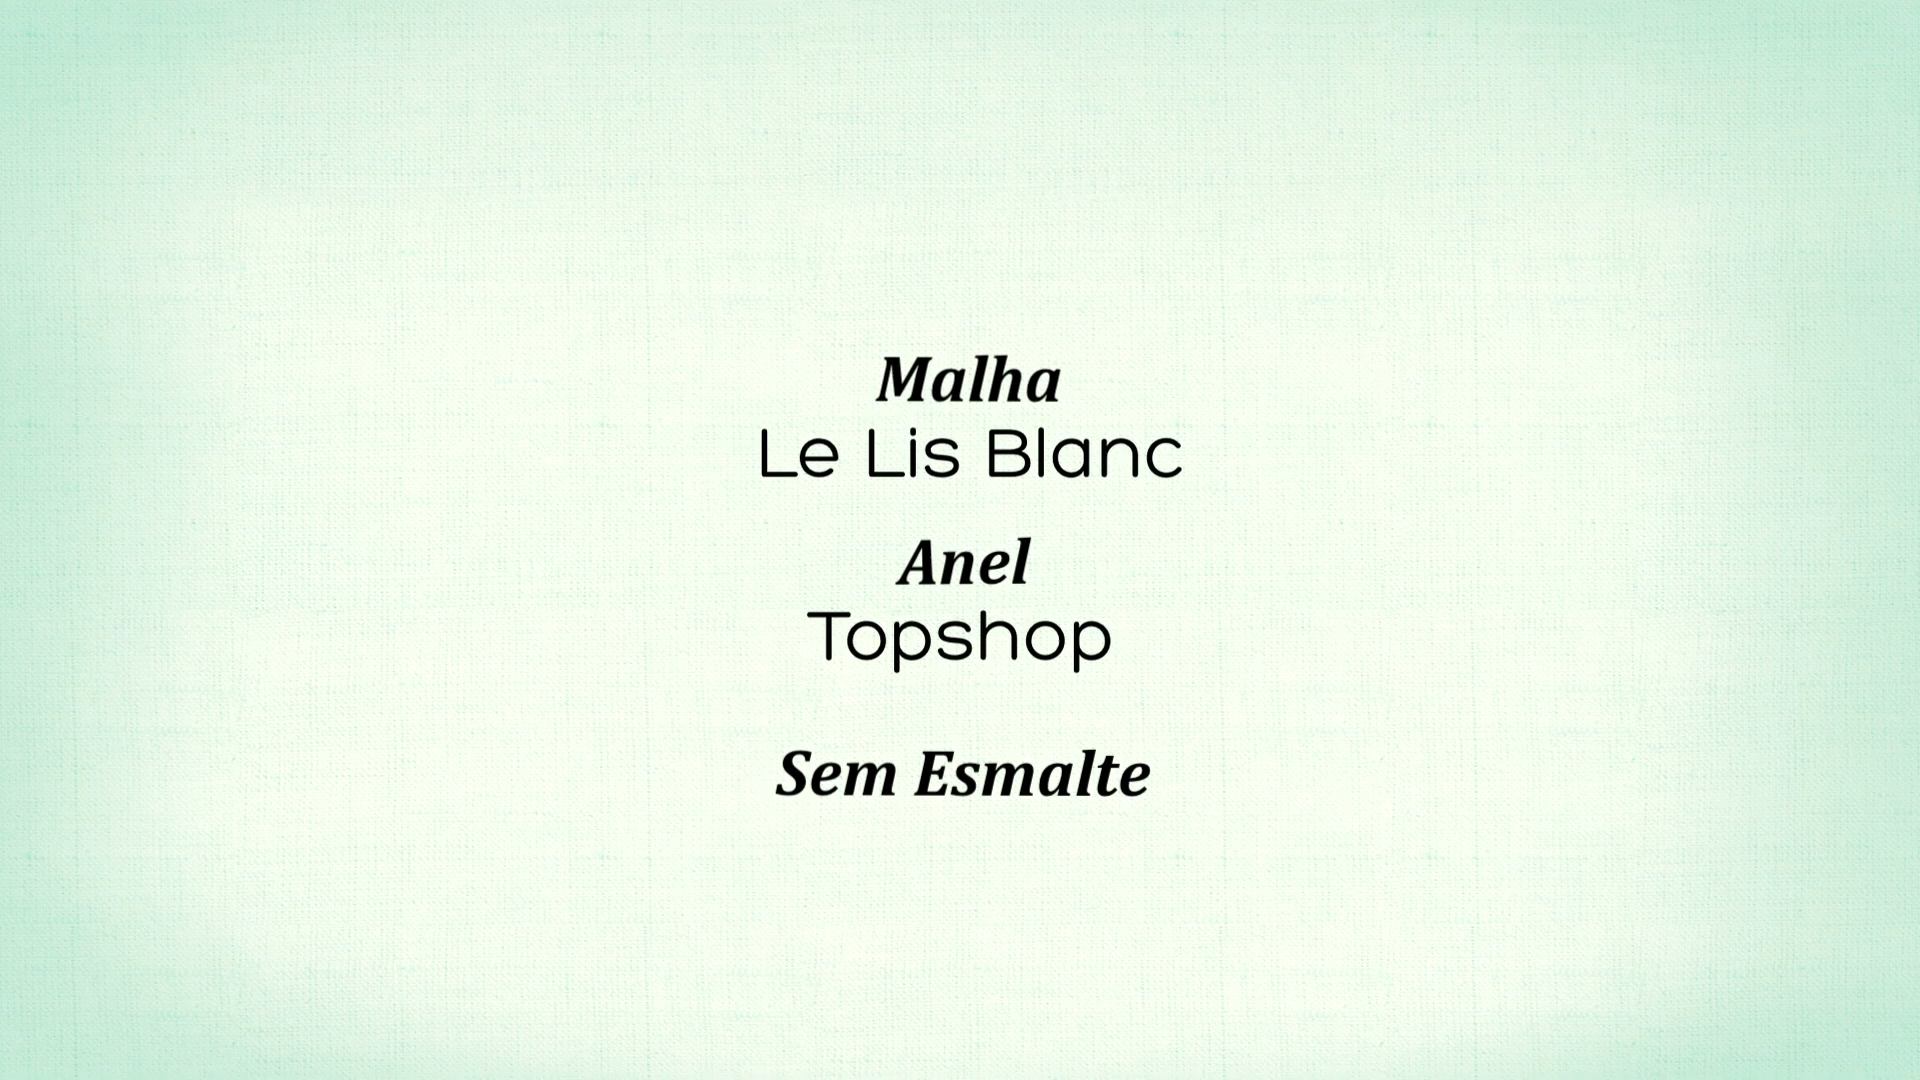 Malha
Le Lis Blanc
Anel
Topshop
Sem Esmalte